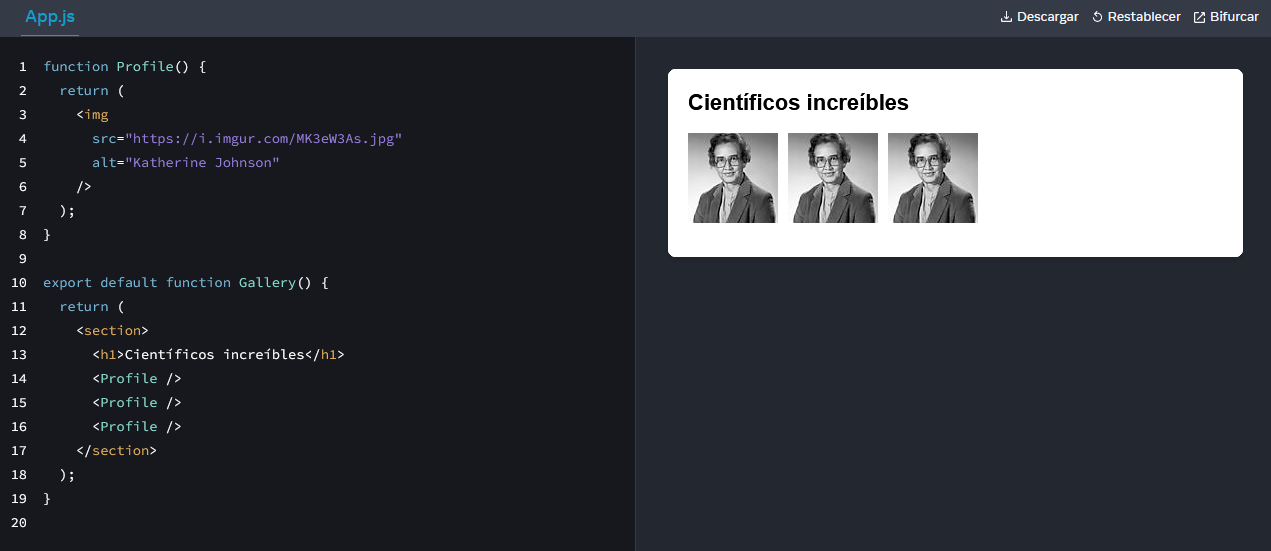 App.js
Descargar Restablecer Bifurcar
1 function Profile() {
2 return (
3 <img
4 src="https://i.imgur.com/MK3eW3As.jpg"
5 alt="Katherine Johnson"
6 />
7 );
8 }
9
10 export default function Gallery() {
11 return (
12 <section>
13 <h1>Científicos increíbles</h1>
14 <Profile />
15 <Profile />
16 <Profile />
17 </section>
18 );
19 }
20
Científicos increíbles